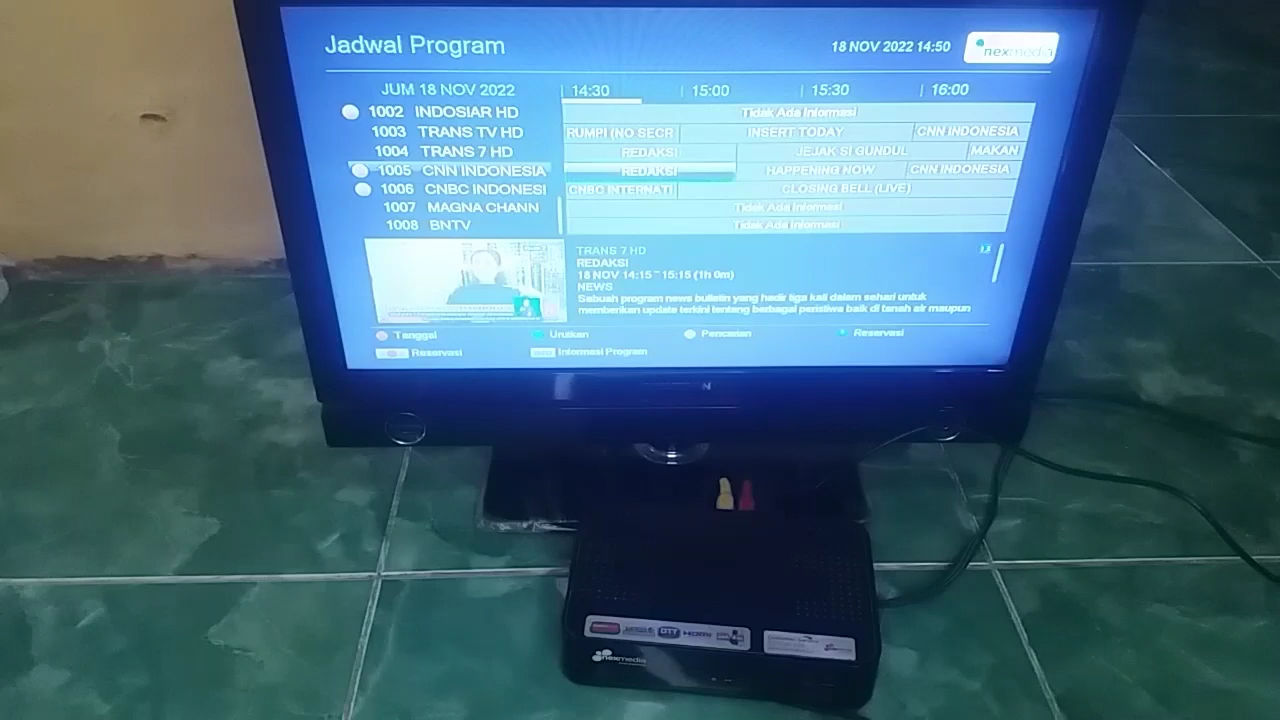 Jadwal Program
18 NOV 2022 14:50
nexmedia
JUM 18 NOV 2022
14:30
15:00
15:30
16:00
1002 INDOSIAR HD
Tidak Ada Informasi
1003 TRANS TV HD
RUMPI (NO SECR
INSERT TODAY
CNN INDONESIA
1004 TRANS 7 HD
REDAKSI
JEJAK SI GUNDUL
MAKAN
1005 CNN INDONESIA
REDAKSI
HAPPENING NOW
CNN INDONESIA
1006 CNBC INDONESI
CNBC INTERNATI
CLOSING BELL (LIVE)
1007 MAGNA CHANN
Tidak Ada Informasi
1008 BNTV
Tidak Ada Informasi
TRANS 7 HD
REDAKSI
18 NOV 14:15 ~ 15:15 (1h 0m)
NEWS
Sebuah program news bulletin yang hadir tiga kali dalam sehari untuk
memberikan update terkini tentang berbagai peristiwa baik di tanah air maupun
Tanggal
Urutkan
Pencarian
Reservasi
Reservasi
Informasi Program
DTT
HDMI
nexmedia